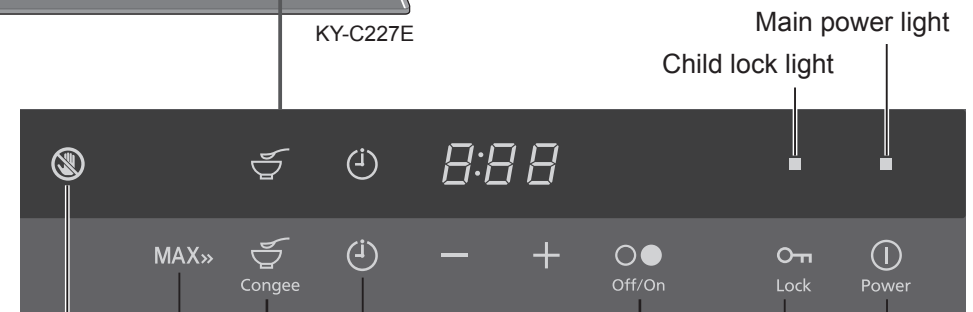 KY-C227E
Main power light
Child lock light
8:88
MAX»
Congee
Off/On
Lock
Power